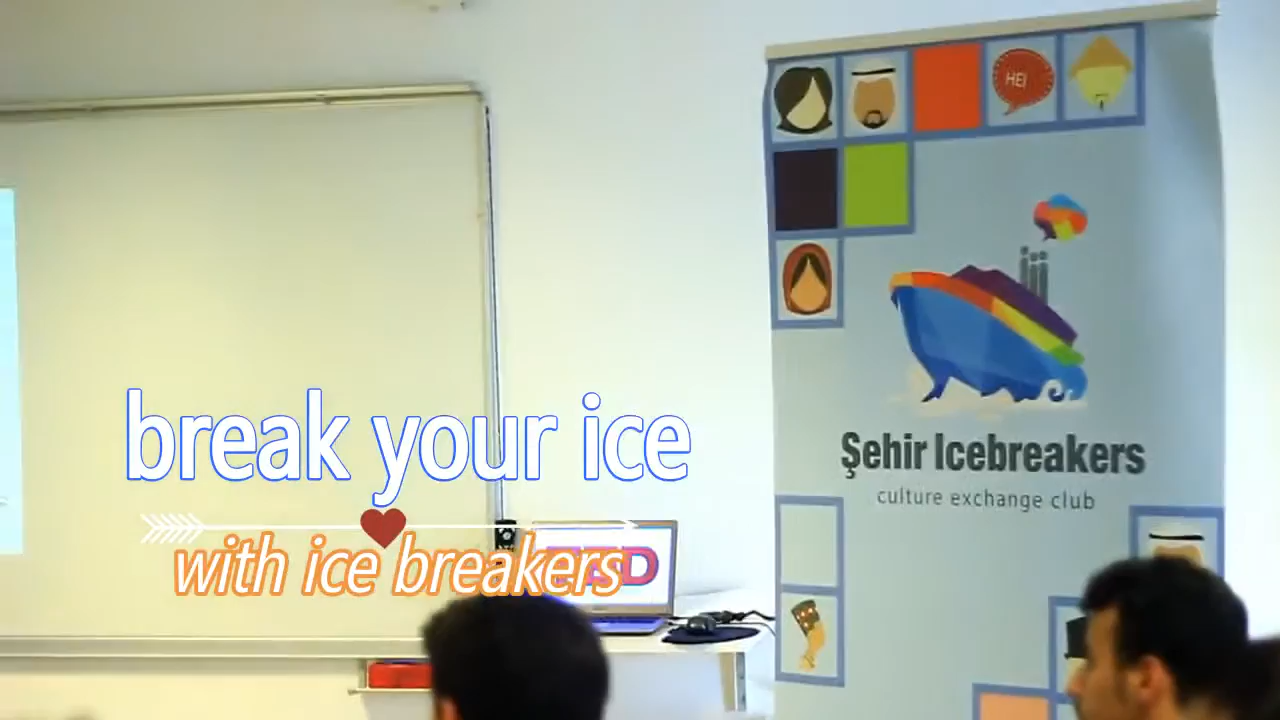 HEI
Şehir Icebreakers
culture exchange club
break your ice
with ice breakers